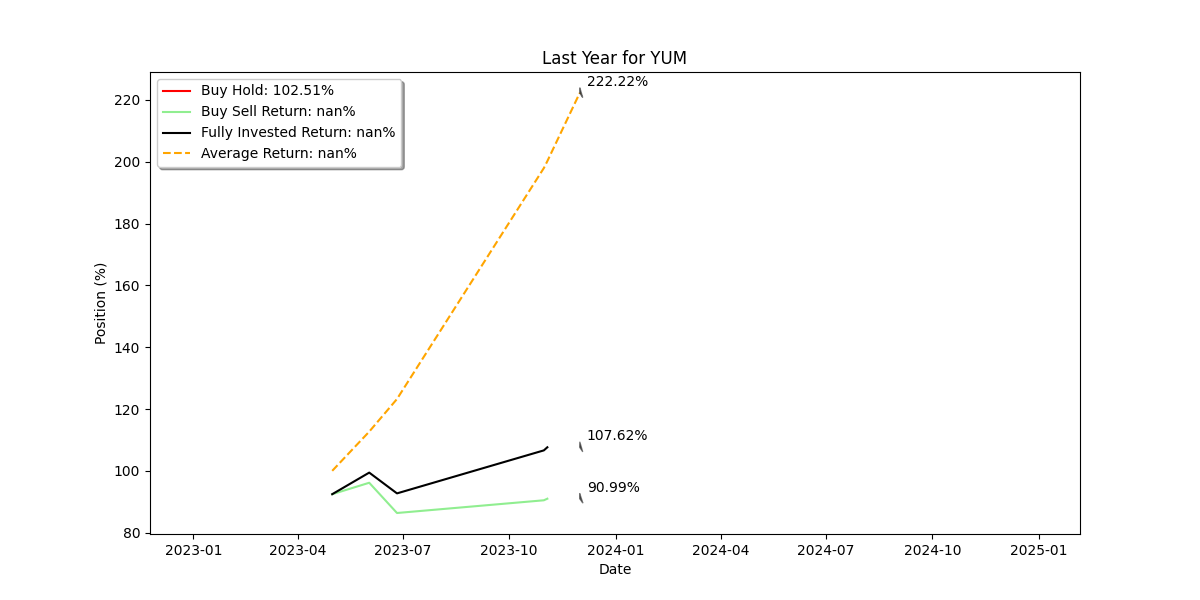 Last Year for YUM
222.22%
Buy Hold: 102.51%
Buy Sell Return: nan%
Fully Invested Return: nan%
Average Return: nan%
220
200
180
160
140
120
100
80
Position (%)
107.62%
90.99%
2023-01
2023-04
2023-07
2023-10
2024-01
2024-04
2024-07
2024-10
2025-01
Date